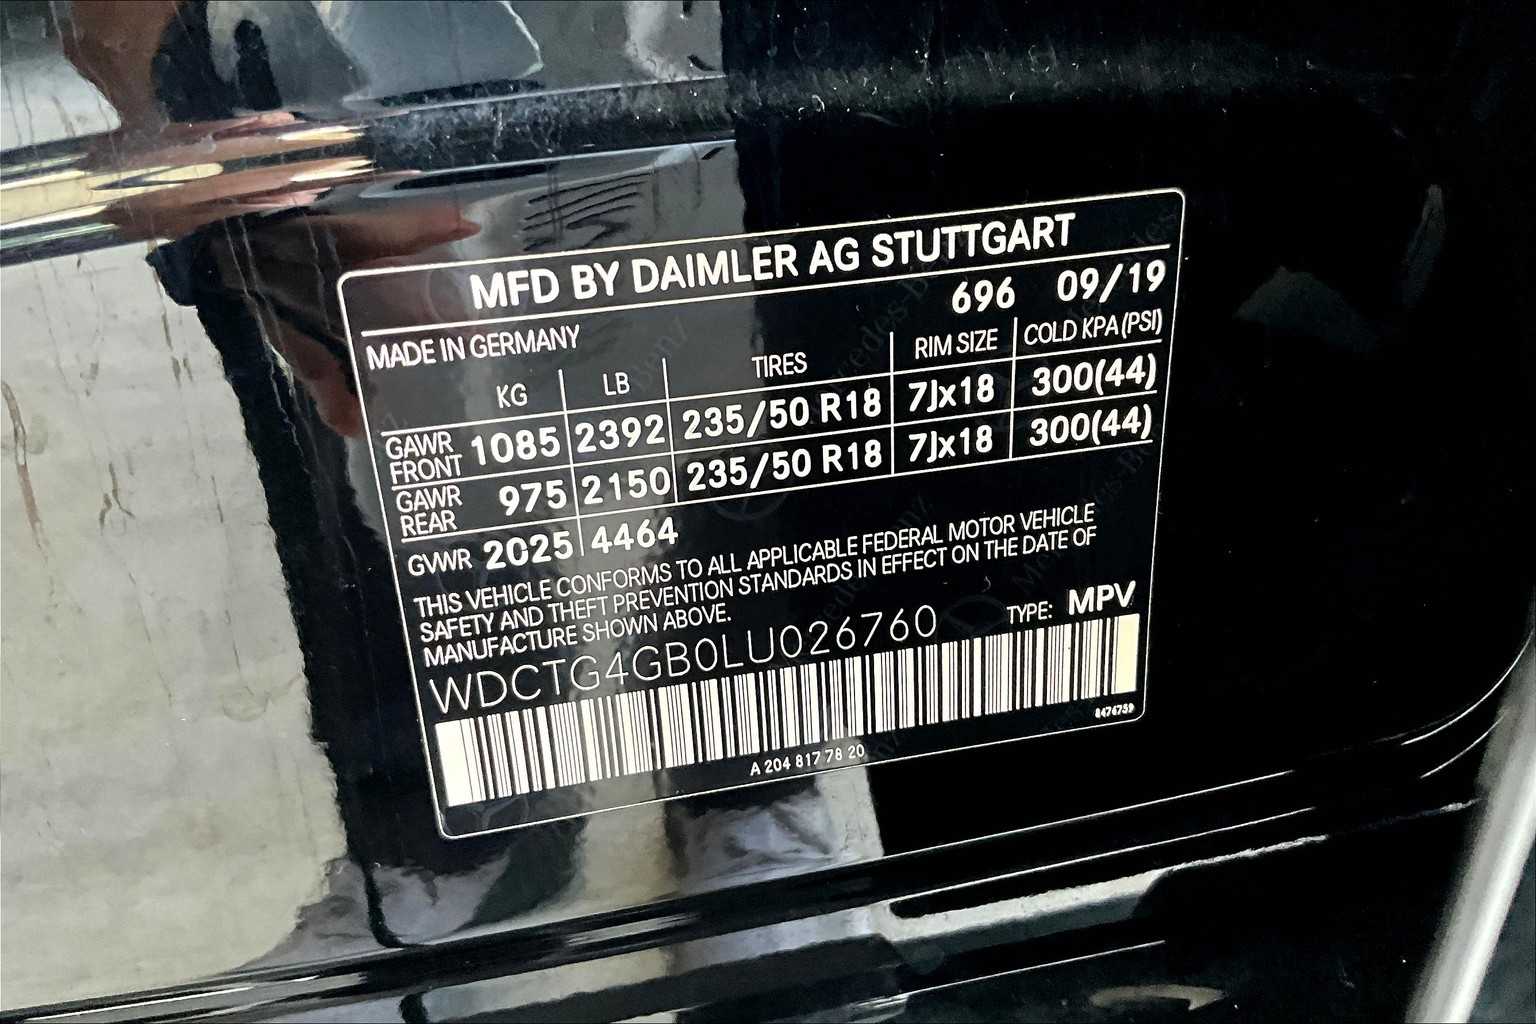 MFD BY DAIMLER AG STUTTGART
696 09/19
MADE IN GERMANY
KG LB TIRES RIM SIZE COLD KPA (PSI)
GAWR FRONT 1085 2392 235/50 R18 7Jx18 300(44)
GAWR REAR 975 2150 235/50 R18 7Jx18 300(44)
GVWR 2025 4464
THIS VEHICLE CONFORMS TO ALL APPLICABLE FEDERAL MOTOR VEHICLE
SAFETY AND THEFT PREVENTION STANDARDS IN EFFECT ON THE DATE OF
MANUFACTURE SHOWN ABOVE.
TYPE: MPV
WDCTG4GB0LU026760
8474759
A 204 817 78 20